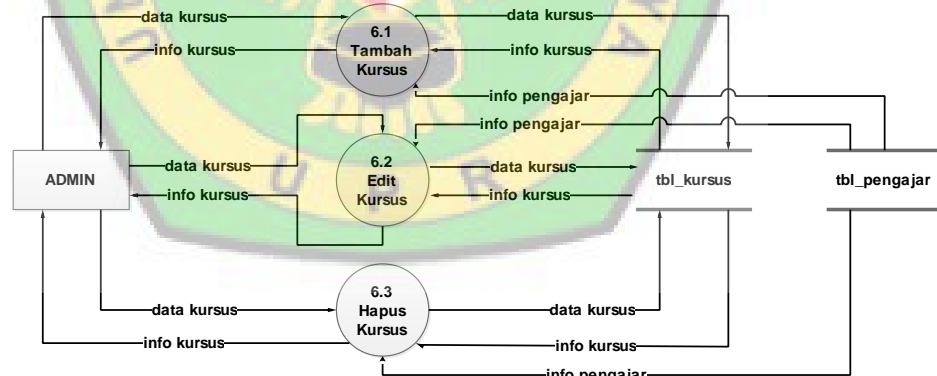 data kursus
data kursus
6.1
Tambah
Kursus
info kursus
info kursus
info pengajar
info pengajar
6.2
Edit
Kursus
data kursus
data kursus
ADMIN
tbl_kursus
tbl_pengajar
info kursus
info kursus
U P R
6.3
Hapus
Kursus
data kursus
data kursus
info kursus
info kursus
info pengajar